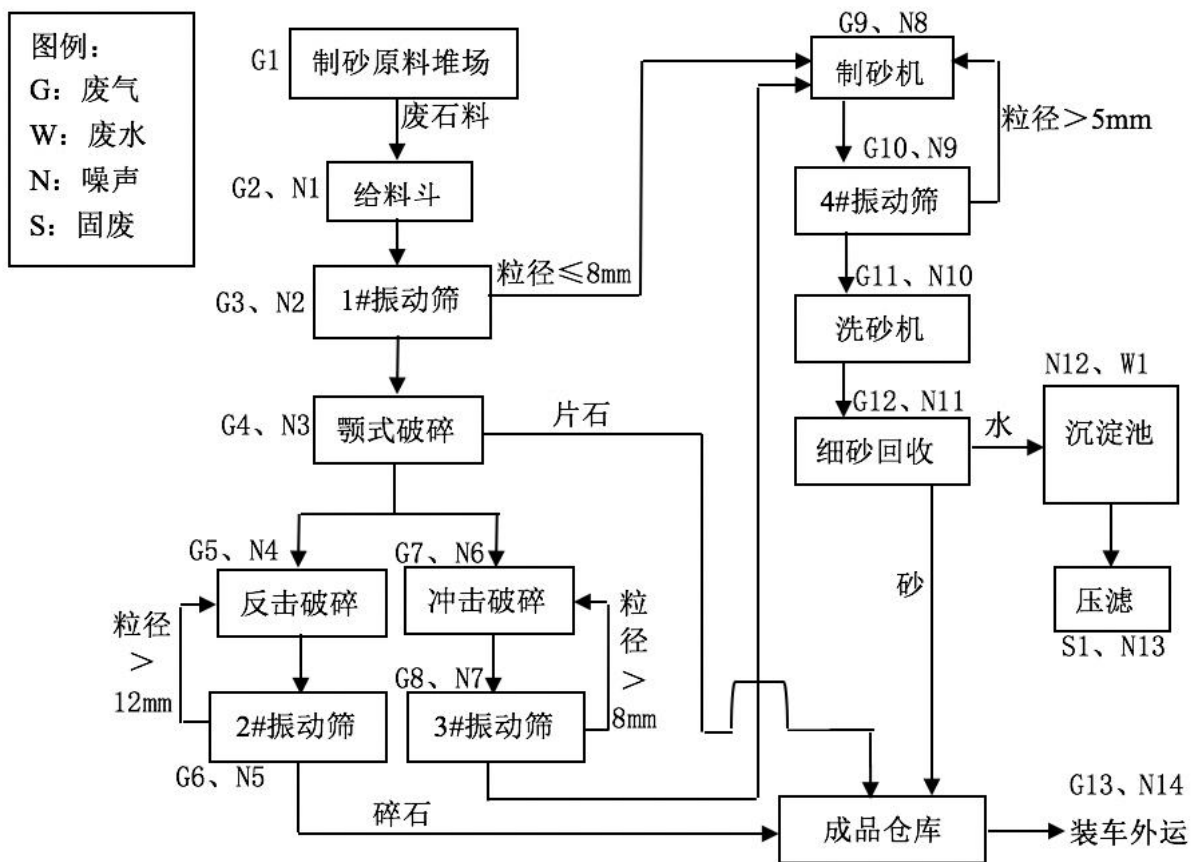 图例：
G：废气
W：废水
N：噪声
S：固废
G1
制砂原料堆场
废石料
G2、N1
给料斗
G3、N2
1#振动筛
粒径≤8mm
G4、N3
颚式破碎
片石
G5、N4
反击破碎
粒径
＞
12mm
2#振动筛
G6、N5
碎石
G7、N6
冲击破碎
粒
径
＞
8mm
G8、N7
3#振动筛
G9、N8
制砂机
粒径＞5mm
G10、N9
4#振动筛
G11、N10
洗砂机
G12、N11
细砂回收
水
N12、W1
沉淀池
压滤
S1、N13
砂
成品仓库
G13、N14
装车外运